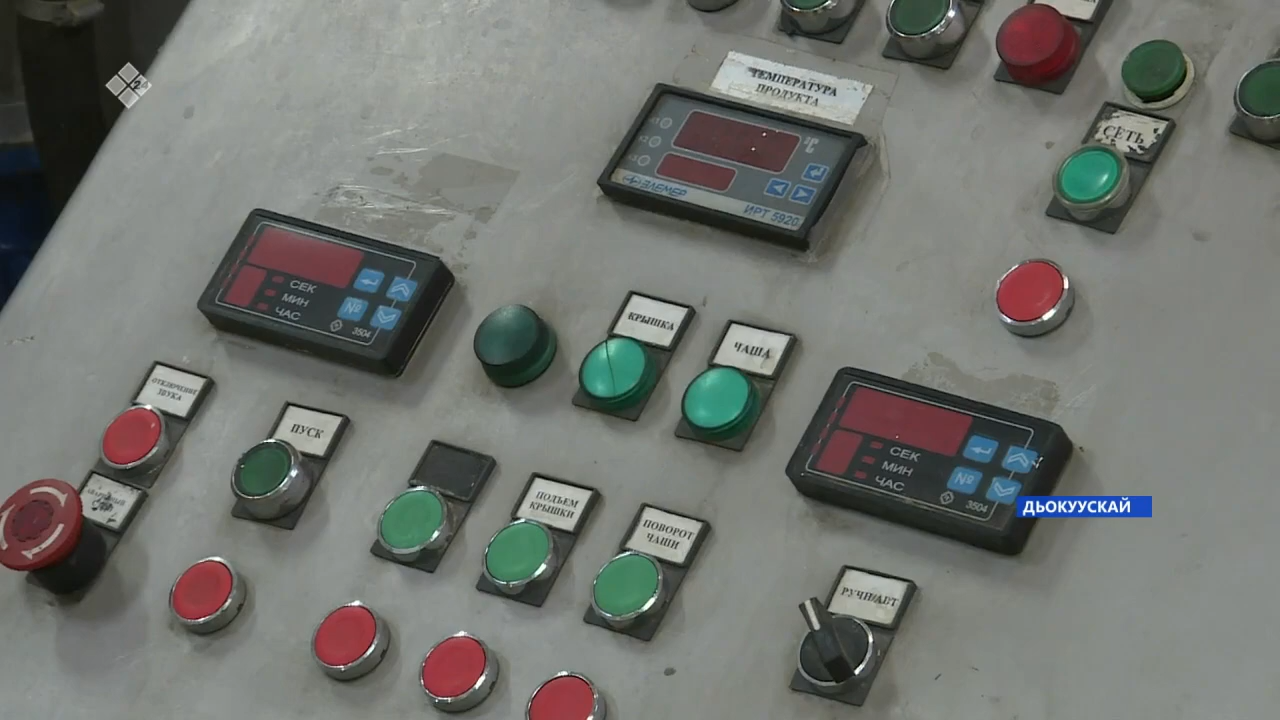 2
ТЕМПЕРАТУРА
ПРОДУКТА
°C
ЭЛЕМЕР
ИРТ 5920
СЕТЬ
СЕК
МИН
ЧАС
№
3504
КРЫШКА
ЧАША
ОТКЛЮЧЕНИЕ
ЗВУКА
ПУСК
ПОДЪЕМ
КРЫШКИ
ПОВОРОТ
ЧАШИ
СЕК
МИН
ЧАС
№
3504
ДЬОКУУСКАЙ
РУЧН/АВТ